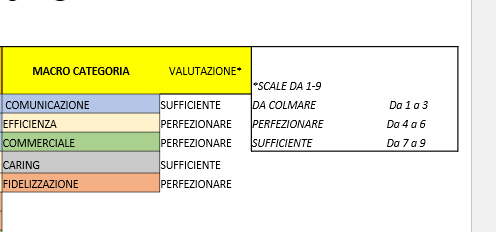 MACRO CATEGORIA VALUTAZIONE*
*SCALE DA 1-9
COMUNICAZIONE SUFFICIENTE DA COLMARE Da 1 a 3
EFFICIENZA PERFEZIONARE PERFEZIONARE Da 4 a 6
COMMERCIALE PERFEZIONARE SUFFICIENTE Da 7 a 9
CARING SUFFICIENTE
FIDELIZZAZIONE PERFEZIONARE